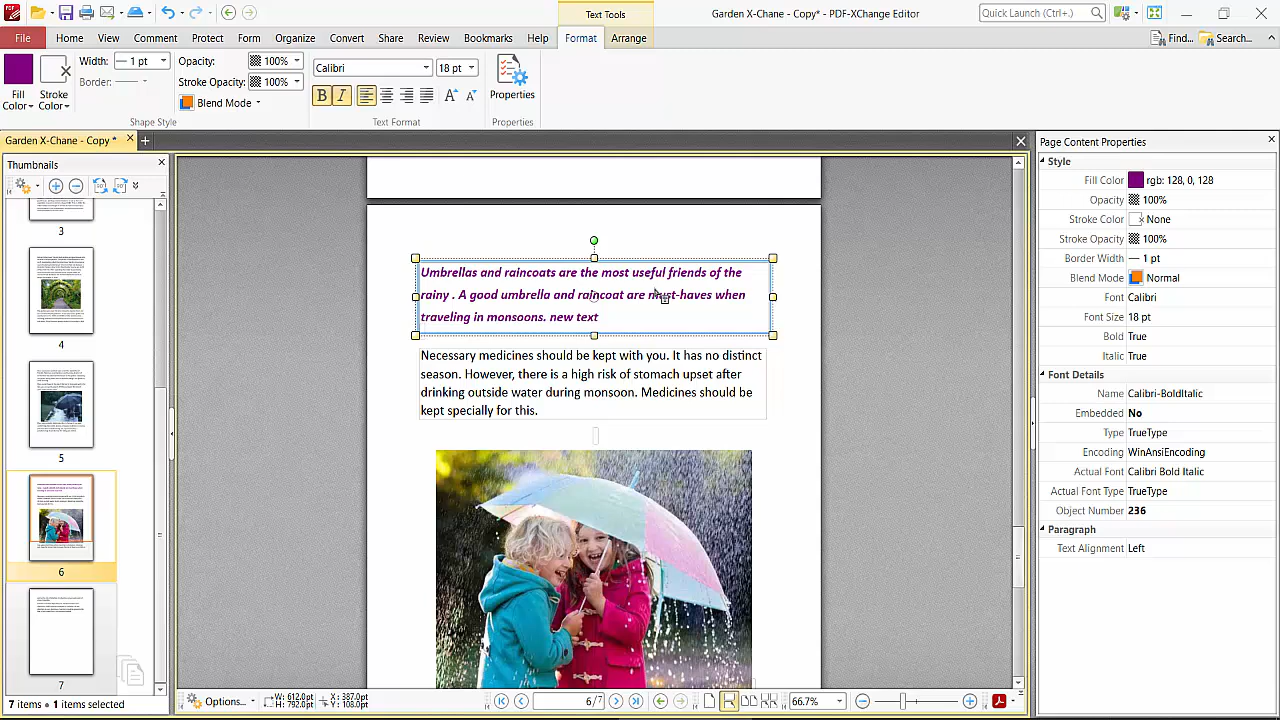 Text Tools
Garden X-Chane - Copy* - PDF-XChange Editor
Quick Launch (Ctrl+.)
File Home View Comment Protect Form Organize Convert Share Review Bookmarks Help Format Arrange
Find... Search...
Width: 1 pt Opacity: 100%
Calibri 18 pt
Border: Stroke Opacity: 100%
Fill Color Stroke Color Blend Mode B I A A Properties
Shape Style Text Format Properties
Garden X-Chane - Copy *
Thumbnails
3
4
5
6
7
7 items • 1 items selected
Umbrellas and raincoats are the most useful friends of the
rainy . A good umbrella and raincoat are must-haves when
traveling in monsoons. new text
Necessary medicines should be kept with you. It has no distinct
season. However, there is a high risk of stomach upset after
drinking outside water during monsoon. Medicines should be
kept specially for this.
Options...
W: 612.0pt X: 387.0pt
Y: 108.0pt
6 / 7
66.7%
Page Content Properties
Style
Fill Color rgb: 128, 0, 128
Opacity 100%
Stroke Color None
Stroke Opacity 100%
Border Width 1 pt
Blend Mode Normal
Font Calibri
Font Size 18 pt
Bold True
Italic True
Font Details
Name Calibri-BoldItalic
Embedded No
Type TrueType
Encoding WinAnsiEncoding
Actual Font Calibri Bold Italic
Actual Font Type TrueType
Object Number 236
Paragraph
Text Alignment Left